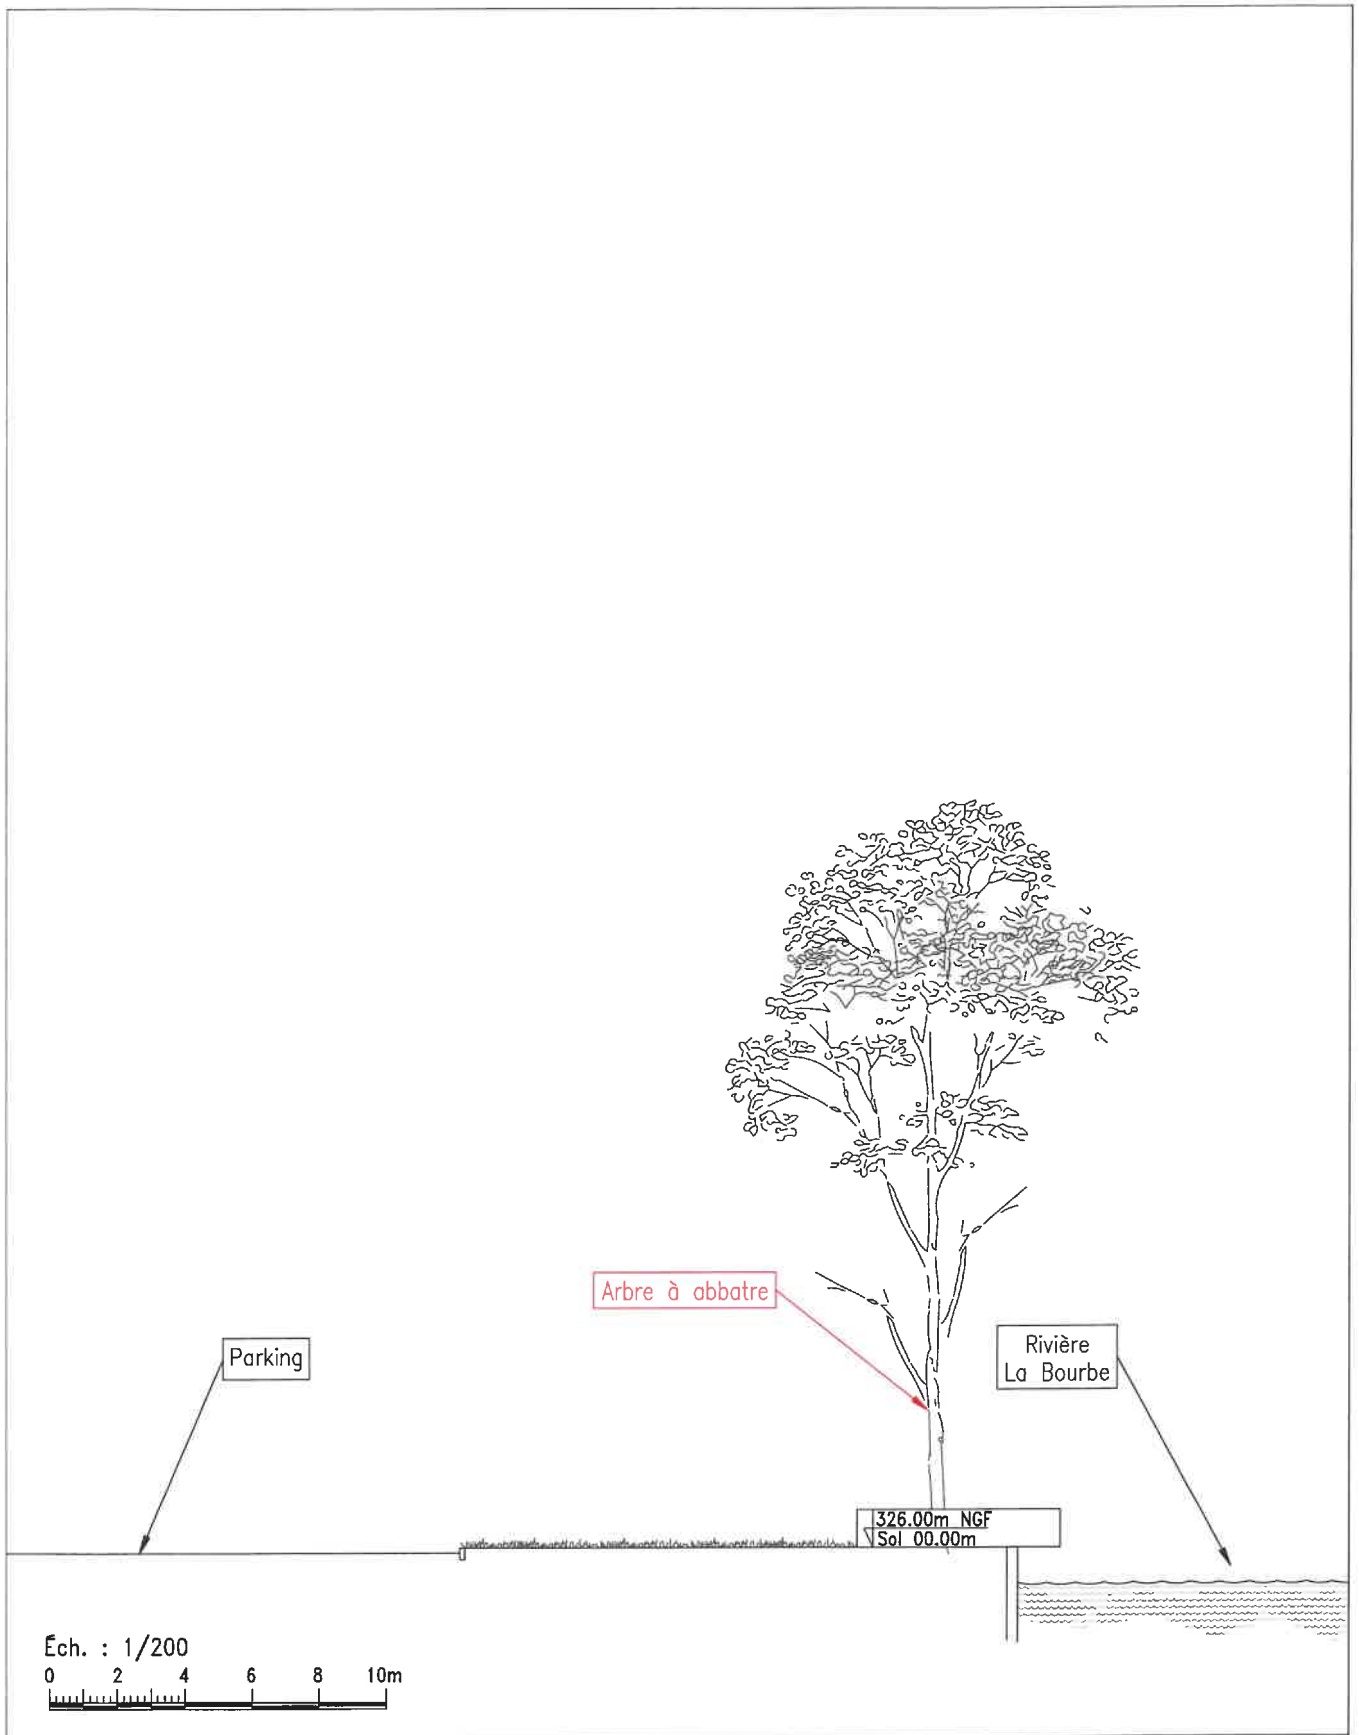 Arbre à abbatre
Parking
Rivière
La Bourbe
326.00m NGF
Sol 00.00m
Éch. : 1/200
0 2 4 6 8 10m